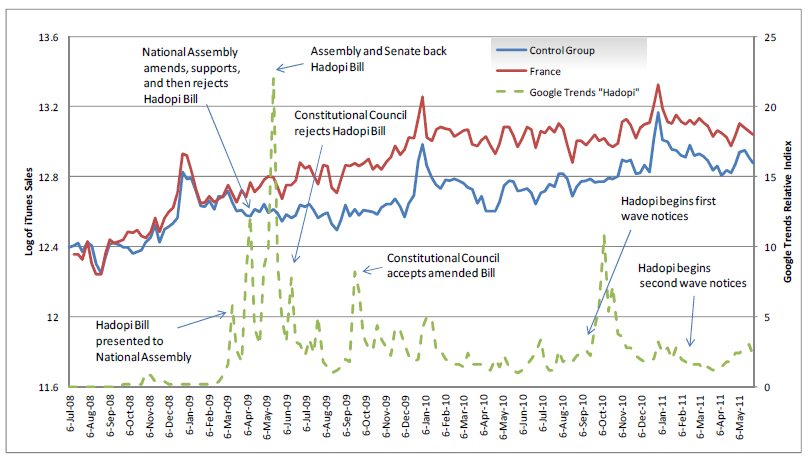 13.6
13.2
12.8
12.4
12
11.6
Log of iTunes Sales
25
20
15
10
5
0
Google Trends Relative Indiex
Control Group
France
Google Trends "Hadopi"
National Assembly
amends, supports,
and then rejects
Hadopi Bill
Assembly and Senate back
Hadopi Bill
Constitutional Council
rejects Hadopi Bill
Hadopi begins first
wave notices
Constitutional Council
accepts amended Bill
Hadopi begins
second wave notices
Hadopi Bill
presented to
National Assembly
6-Jul-08
6-Aug-08
6-Sep-08
6-Oct-08
6-Nov-08
6-Dec-08
6-Jan-09
6-Feb-09
6-Mar-09
6-Apr-09
6-May-09
6-Jun-09
6-Jul-09
6-Aug-09
6-Sep-09
6-Oct-09
6-Nov-09
6-Dec-09
6-Jan-10
6-Feb-10
6-Mar-10
6-Apr-10
6-May-10
6-Jun-10
6-Jul-10
6-Aug-10
6-Sep-10
6-Oct-10
6-Nov-10
6-Dec-10
6-Jan-11
6-Feb-11
6-Mar-11
6-Apr-11
6-May-11